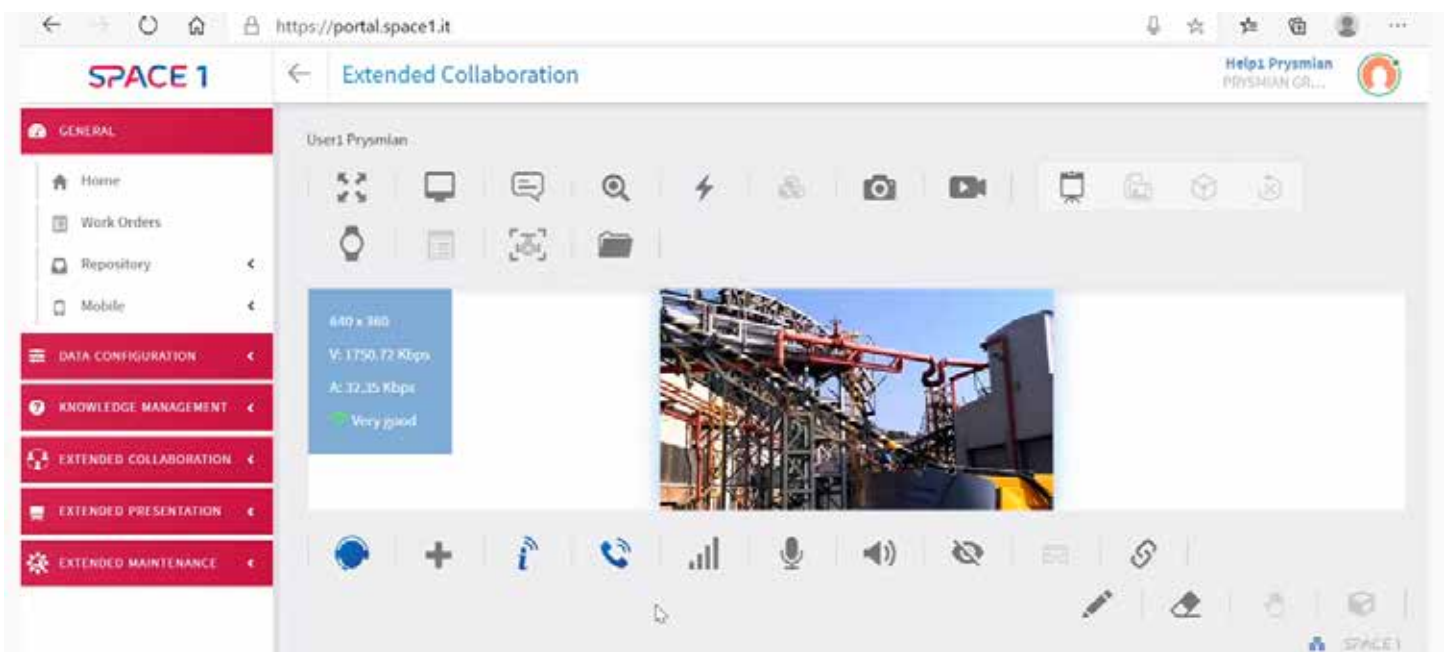 https://portal.space1.it
SPACE 1
Extended Collaboration
Help1 Prysmian
PRYSMIAN GR...
GENERAL
User1 Prysmian
Home
Work Orders
Repository
Mobile
DATA CONFIGURATION
KNOWLEDGE MANAGEMENT
EXTENDED COLLABORATION
EXTENDED PRESENTATION
EXTENDED MAINTENANCE
640 x 360
V: 1750.72 Kbps
A: 32.35 Kbps
Very good
SPACE1